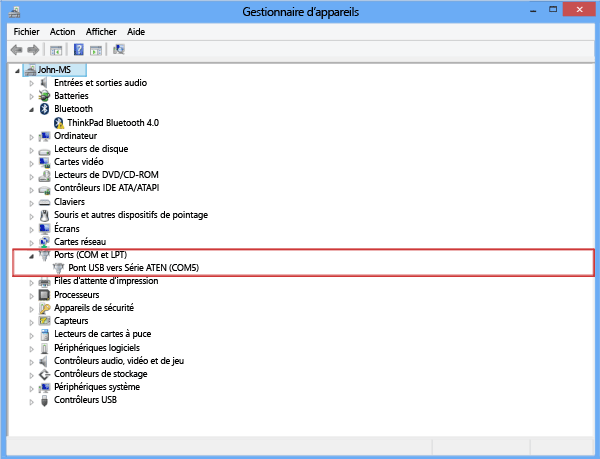 Gestionnaire d'appareils
Fichier Action Afficher Aide
John-MS
Entrées et sorties audio
Batteries
Bluetooth
ThinkPad Bluetooth 4.0
Ordinateur
Lecteurs de disque
Cartes vidéo
Lecteurs de DVD/CD-ROM
Contrôleurs IDE ATA/ATAPI
Claviers
Souris et autres dispositifs de pointage
Écrans
Cartes réseau
Ports (COM et LPT)
Pont USB vers Série ATEN (COM5)
Files d'attente d'impression
Processeurs
Appareils de sécurité
Capteurs
Lecteurs de cartes à puce
Périphériques logiciels
Contrôleurs audio, vidéo et de jeu
Contrôleurs de stockage
Périphériques système
Contrôleurs USB